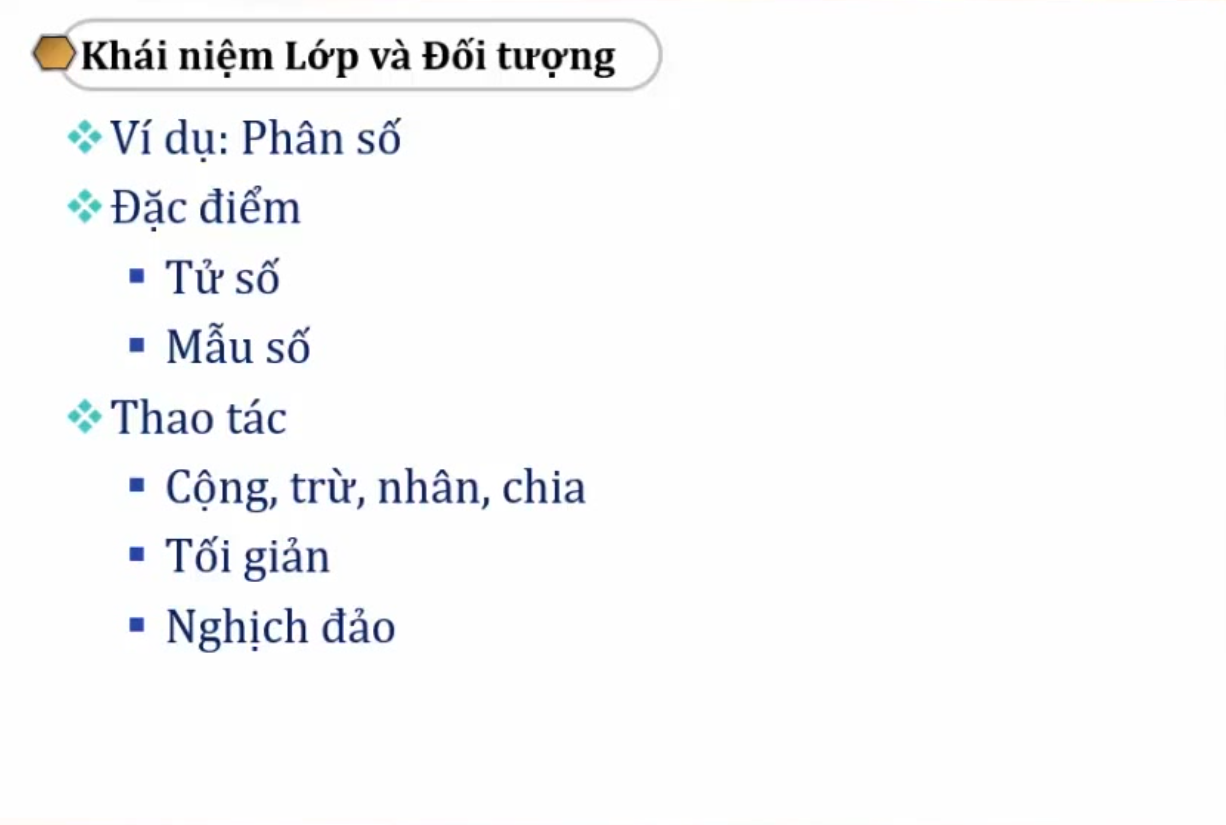 Khái niệm Lớp và Đối tượng
Ví dụ: Phân số
Đặc điểm
Tử số
Mẫu số
Thao tác
Cộng, trừ, nhân, chia
Tối giản
Nghịch đảo